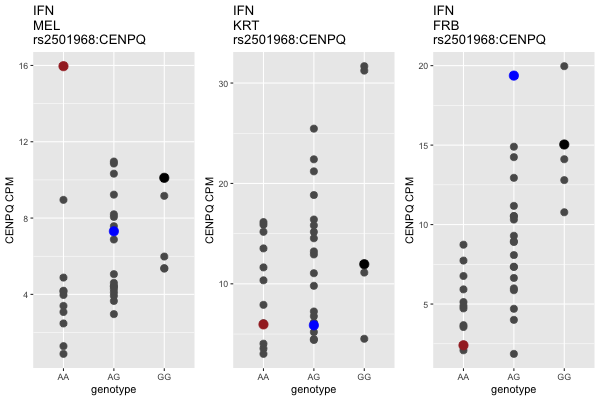 IFN
MEL
rs2501968:CENPQ
CENPQ CPM
16
12
8
4
AA
AG
GG
genotype
IFN
KRT
rs2501968:CENPQ
CENPQ CPM
30
20
10
AA
AG
GG
genotype
IFN
FRB
rs2501968:CENPQ
CENPQ CPM
20
15
10
5
AA
AG
GG
genotype